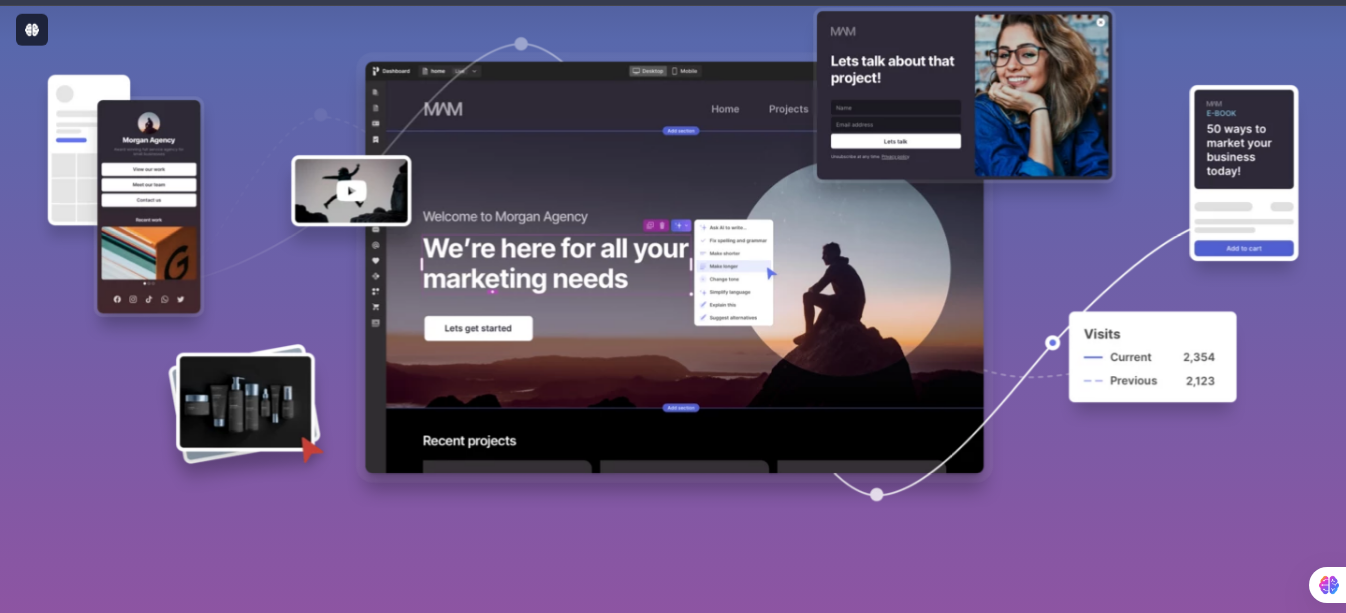 Dashboard
home
Desktop
Mobile
MAM
Home
Projects
Add section
Welcome to Morgan Agency
We're here for all your
marketing needs
Lets get started
Ask AI to write...
Fix spelling and grammar
Make shorter
Make longer
Change tone
Simplify language
Explain this
Suggest alternatives
Add section
Recent projects
Morgan Agency
View our work
Meet our team
Contact us
Recent work
MAM
Lets talk about that
project!
Name
Email address
Lets talk
Unsubscribe at any time. Privacy policy
MAM
E-BOOK
50 ways to
market your
business
today!
Add to cart
Visits
Current 2,354
Previous 2,123